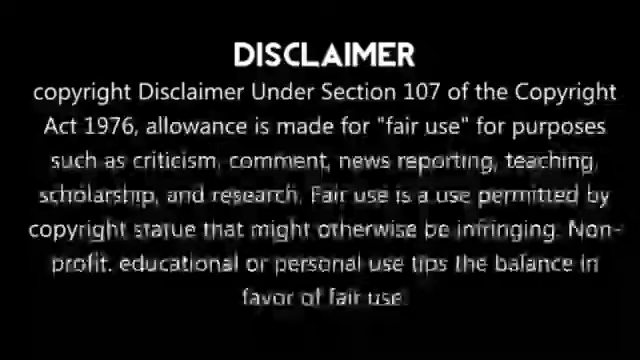 DISCLAIMER
copyright Disclaimer Under Section 107 of the Copyright
Act 1976, allowance is made for "fair use" for purposes
such as criticism, comment, news reporting, teaching,
scholarship, and research. Fair use is a use permitted by
copyright statue that might otherwise be infringing. Non-
profit. educational or personal use tips the balance in
favor of fair use.